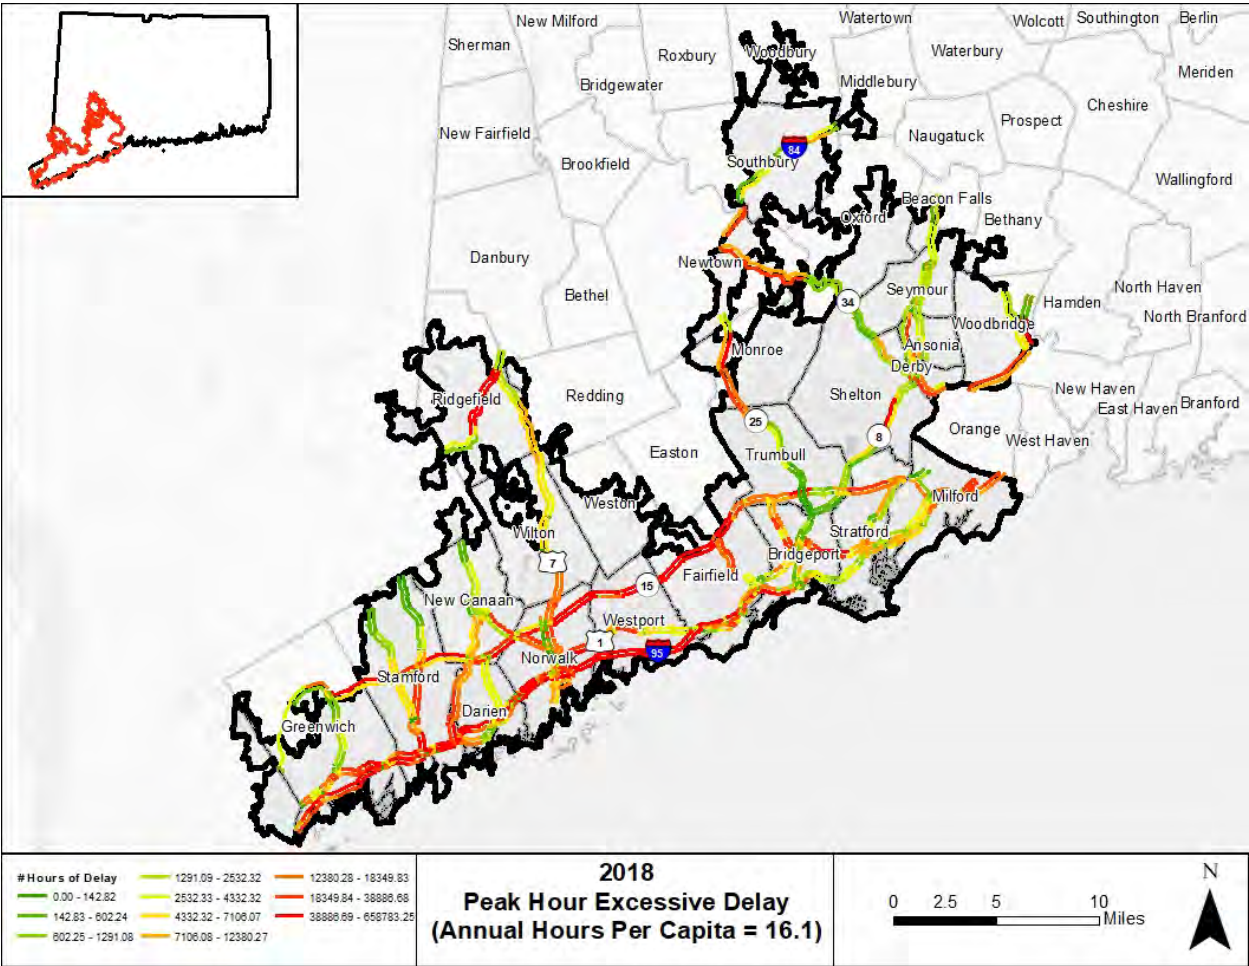 New Milford
Watertown
Wolcott
Southington
Berlin
Sherman
Roxbury
Woodbury
Waterbury
Bridgewater
Middlebury
Meriden
Cheshire
New Fairfield
Prospect
Naugatuck
84
Brookfield
Southbury
Wallingford
Beacon Falls
Oxford
Bethany
Danbury
Newtown
Bethel
Seymour
North Haven
34
Hamden
North Branford
Woodbridge
Monroe
Ansonia
Derby
Ridgefield
Redding
Shelton
New Haven
East Haven
Branford
25
8
Orange
West Haven
Easton
Trumbull
Weston
Milford
Wilton
Stratford
Bridgeport
7
Fairfield
15
New Canaan
Westport
1
Norwalk
95
Stamford
Darien
Greenwich
# Hours of Delay
0.00 - 142.82
142.83 - 602.24
602.25 - 1291.08
1291.09 - 2532.32
2532.33 - 4332.32
4332.32 - 7106.07
7106.08 - 12380.27
12380.28 - 18349.83
18349.84 - 38886.68
38886.69 - 658783.25
2018
Peak Hour Excessive Delay
(Annual Hours Per Capita = 16.1)
0 2.5 5 10
Miles
N